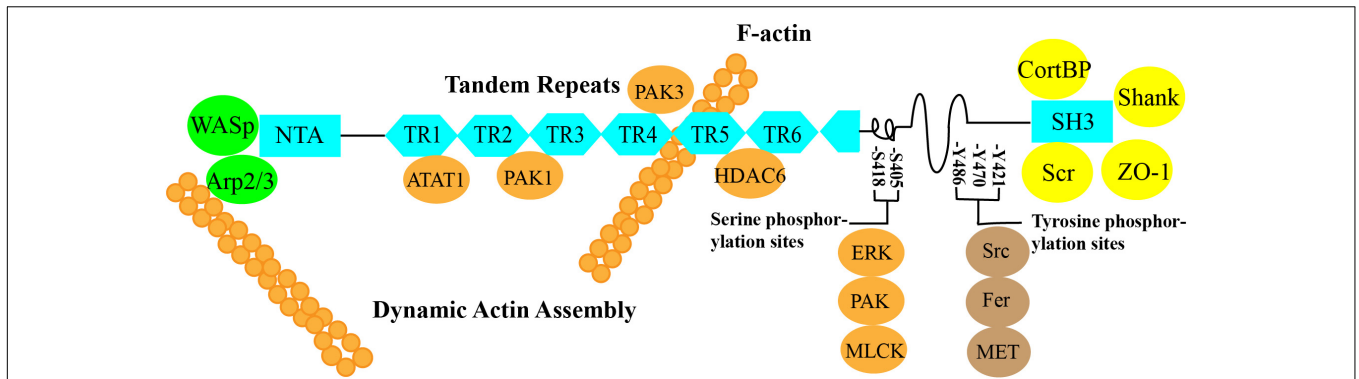 F-actin
Tandem Repeats
PAK3
CortBP
Shank
WASp
NTA
TR1
TR2
TR3
TR4
TR5
TR6
SH3
Arp2/3
ATAT1
PAK1
HDAC6
-S405
-S418
-Y421
-Y470
-Y486
Scr
ZO-1
Serine phosphor-
ylation sites
Tyrosine phosphor-
ylation sites
ERK
Src
Dynamic Actin Assembly
PAK
Fer
MLCK
MET